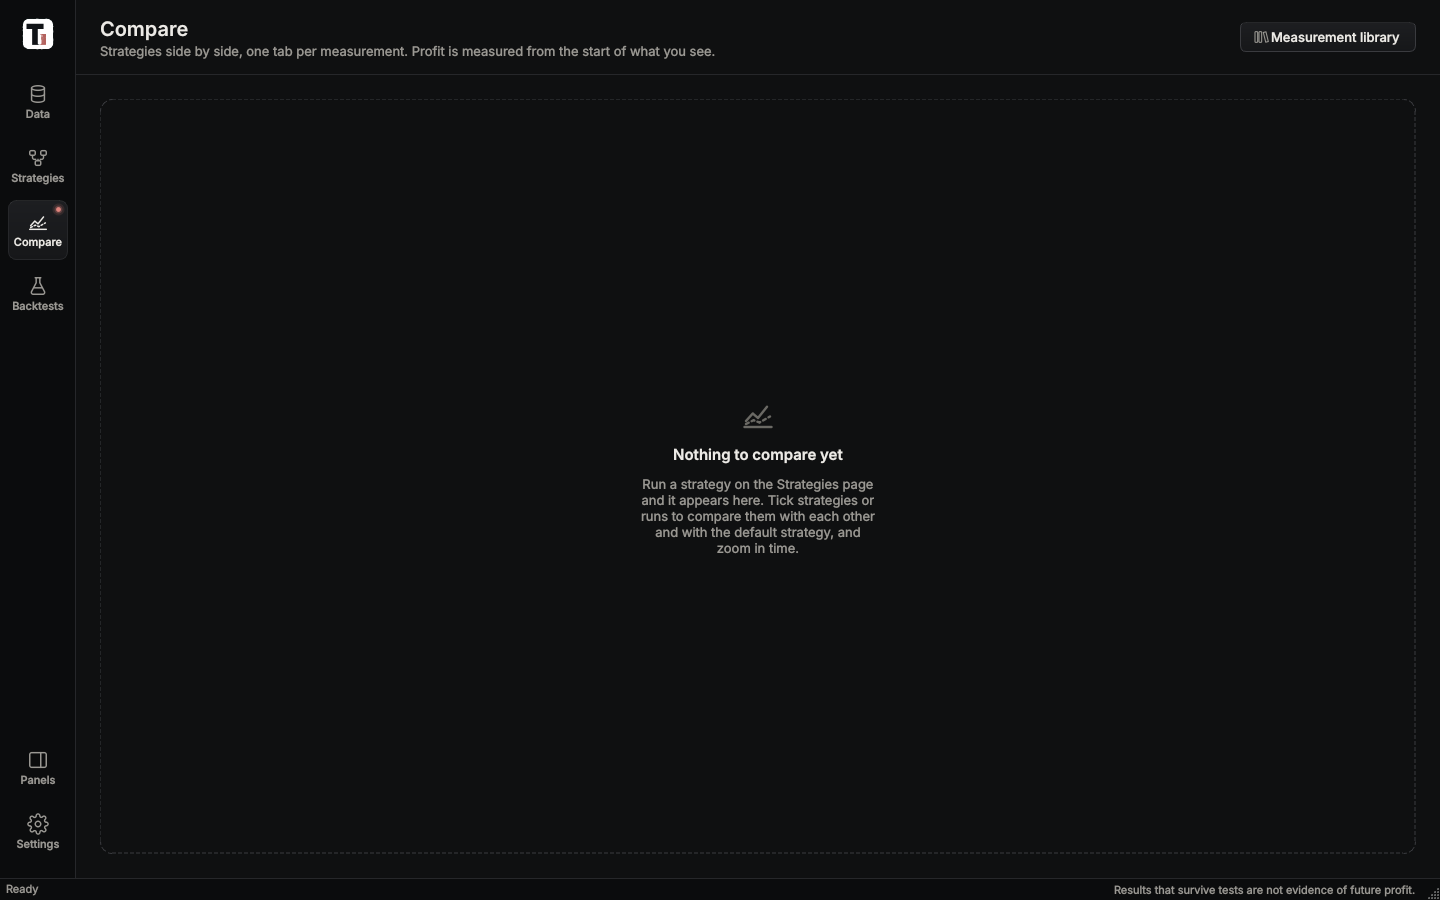 Ti
Compare
Strategies side by side, one tab per measurement. Profit is measured from the start of what you see.
Measurement library
Data
Strategies
Compare
Backtests
Nothing to compare yet
Run a strategy on the Strategies page
and it appears here. Tick strategies or
runs to compare them with each other
and with the default strategy, and
zoom in time.
Panels
Settings
Ready
Results that survive tests are not evidence of future profit.